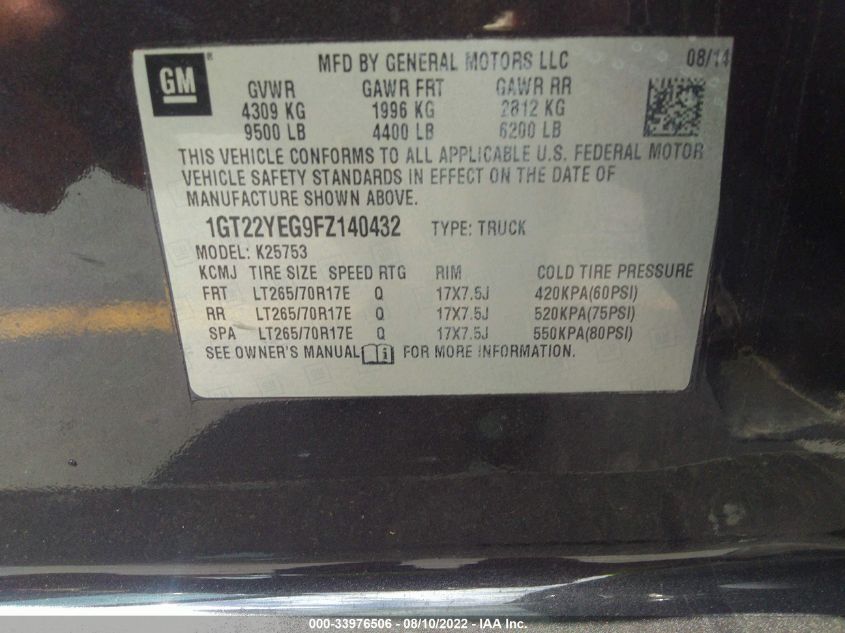 GM®
MFD BY GENERAL MOTORS LLC 08/14
GVWR GAWR FRT GAWR RR
4309 KG 1996 KG 2812 KG
9500 LB 4400 LB 6200 LB
THIS VEHICLE CONFORMS TO ALL APPLICABLE U.S. FEDERAL MOTOR
VEHICLE SAFETY STANDARDS IN EFFECT ON THE DATE OF
MANUFACTURE SHOWN ABOVE.
1GT22YEG9FZ140432 TYPE: TRUCK
MODEL: K25753
KCMJ TIRE SIZE SPEED RTG RIM COLD TIRE PRESSURE
FRT LT265/70R17E Q 17X7.5J 420KPA(60PSI)
RR LT265/70R17E Q 17X7.5J 520KPA(75PSI)
SPA LT265/70R17E Q 17X7.5J 550KPA(80PSI)
SEE OWNER'S MANUAL FOR MORE INFORMATION.
000-33976506 - 08/10/2022 - IAA Inc.